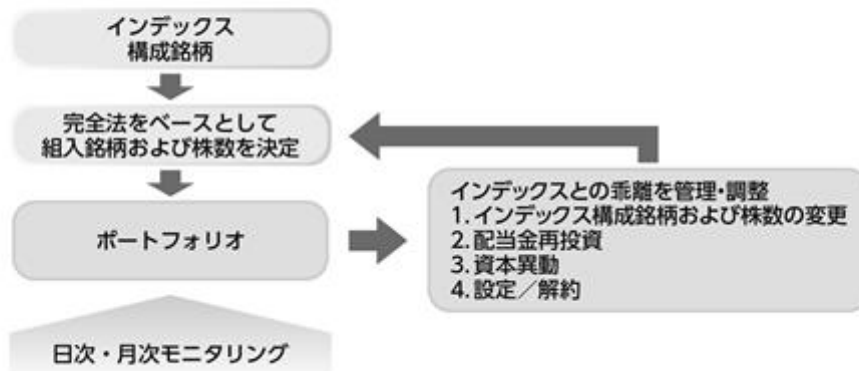 インデックス
構成銘柄
完全法をベースとして
組入銘柄および株数を決定
ポートフォリオ
日次・月次モニタリング
インデックスとの乖離を管理・調整
1.インデックス構成銘柄および株数の変更
2.配当金再投資
3.資本異動
4.設定／解約